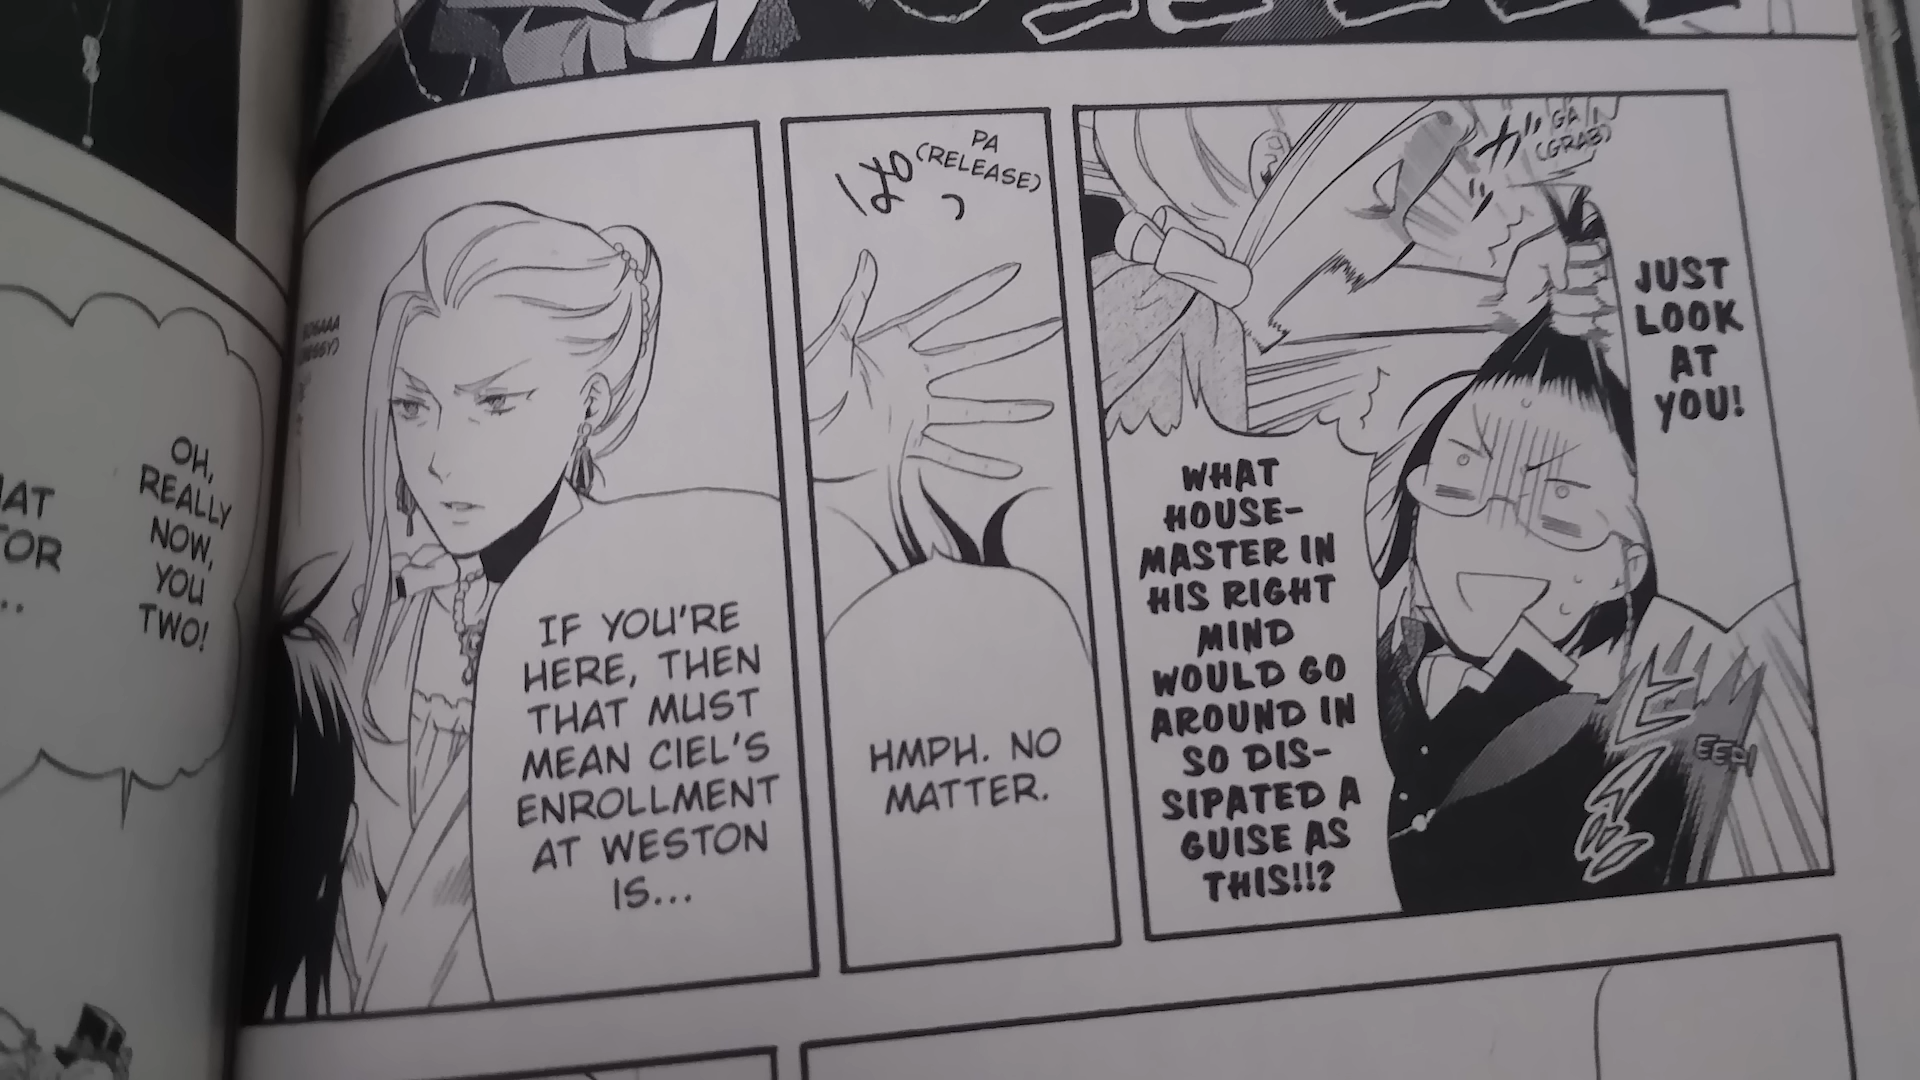 ガッ
GA
(GRAB)
JUST
LOOK
AT
YOU!
WHAT
HOUSE-
MASTER IN
HIS RIGHT
MIND
WOULD GO
AROUND IN
SO DIS-
SIPATED A
GUISE AS
THIS!!?
EEP!
PA
(RELEASE)
ぱっ
HMPH. NO
MATTER.
IF YOU'RE
HERE, THEN
THAT MUST
MEAN CIEL'S
ENROLLMENT
AT WESTON
IS...
OH,
REALLY
NOW,
YOU
TWO!